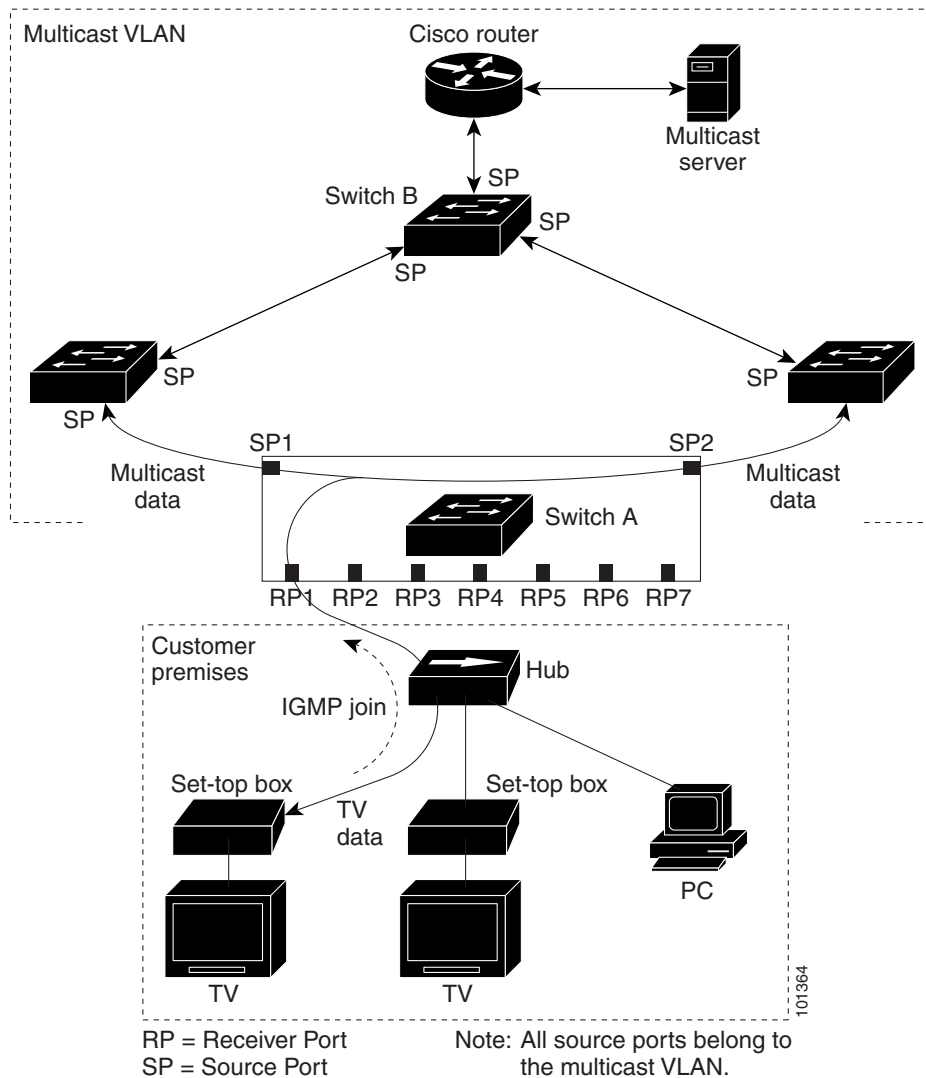 Multicast VLAN
Cisco router
Multicast
server
SP
Switch B
SP
SP
SP
SP
SP
SP1
SP2
Multicast
data
Multicast
data
Switch A
RP1 RP2 RP3 RP4 RP5 RP6 RP7
Customer
premises
Hub
IGMP join
Set-top box
Set-top box
TV
data
PC
TV
TV
101364
RP = Receiver Port
SP = Source Port
Note: All source ports belong to
the multicast VLAN.